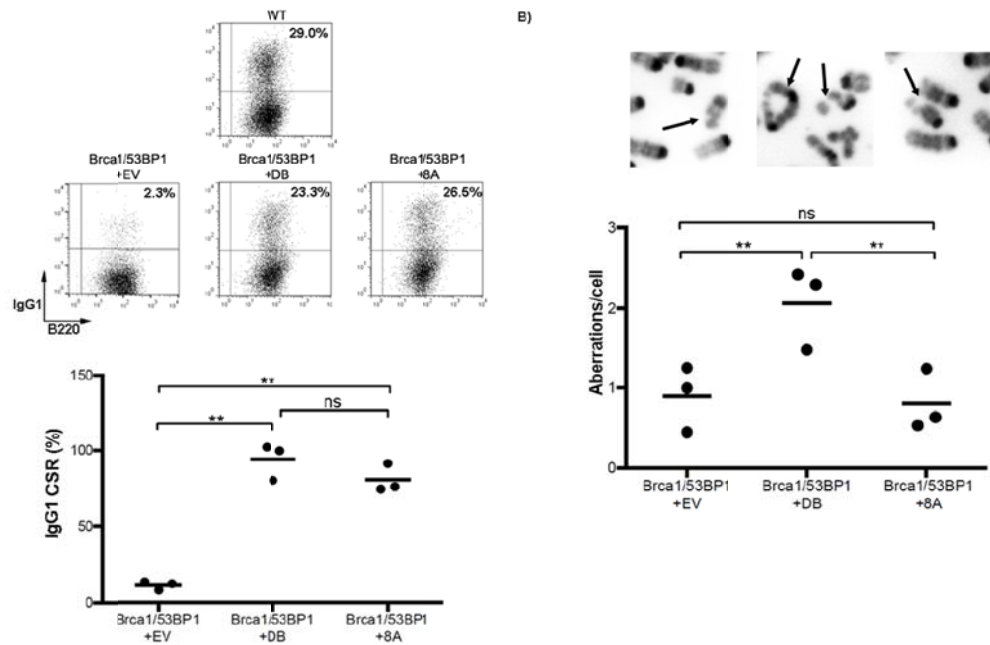 WT
29.0%
Brca1/53BP1
+EV
2.3%
Brca1/53BP1
+DB
23.3%
Brca1/53BP1
+8A
26.5%
IgG1
B220
IgG1 CSR (%)
150
100
50
0
**
**
ns
Brca1/53BP1
+EV
Brca1/53BP1
+DB
Brca1/53BP1
+8A
B)
Aberrations/cell
3
2
1
0
ns
**
**
Brca1/53BP1
+EV
Brca1/53BP1
+DB
Brca1/53BP1
+8A